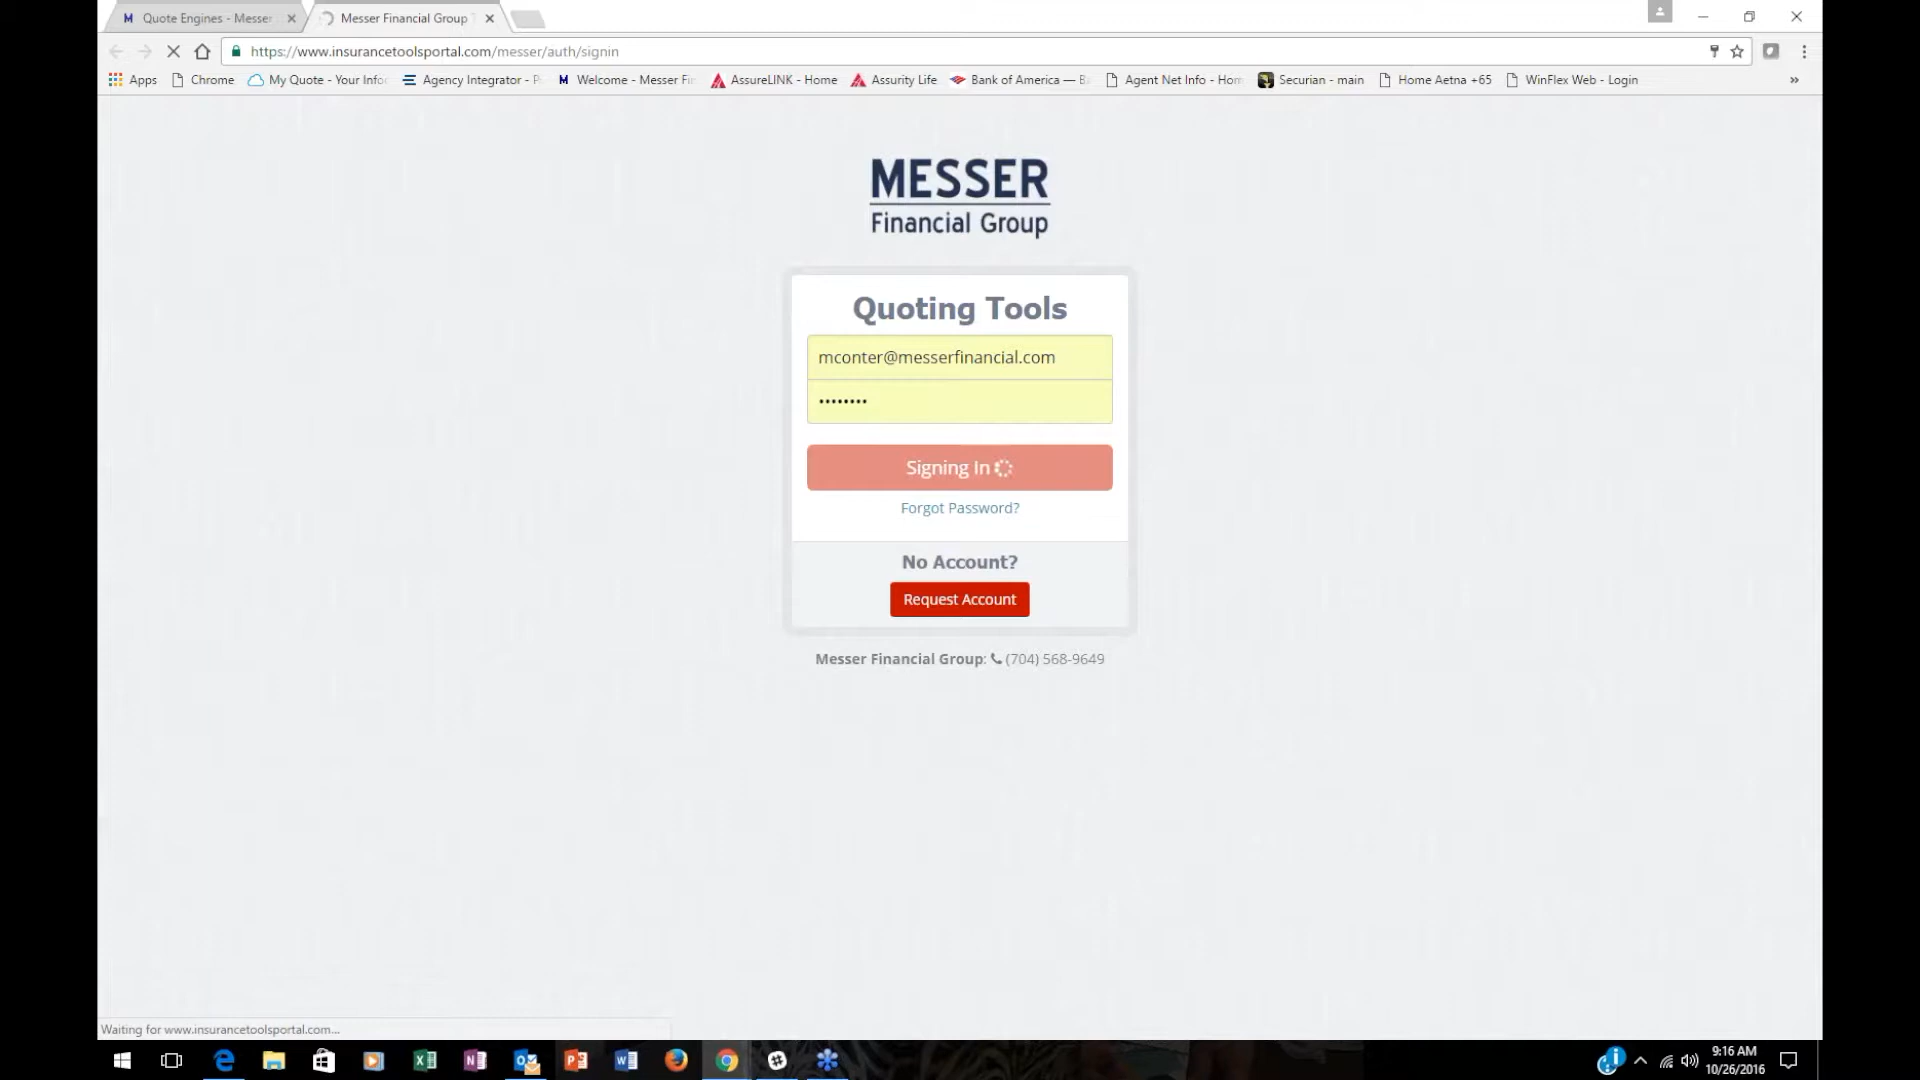 M Quote Engines - Messer
Messer Financial Group
https://www.insurancetoolsportal.com/messer/auth/signin
Apps
Chrome
My Quote - Your Info
Agency Integrator - P
M Welcome - Messer Fi
AssureLINK - Home
Assurity Life
Bank of America — B
Agent Net Info - Hom
Securian - main
Home Aetna +65
WinFlex Web - Login
»
MESSER
Financial Group
Quoting Tools
mconter@messerfinancial.com
••••••••
Signing In
Forgot Password?
No Account?
Request Account
Messer Financial Group: (704) 568-9649
Waiting for www.insurancetoolsportal.com...
9:16 AM
10/26/2016